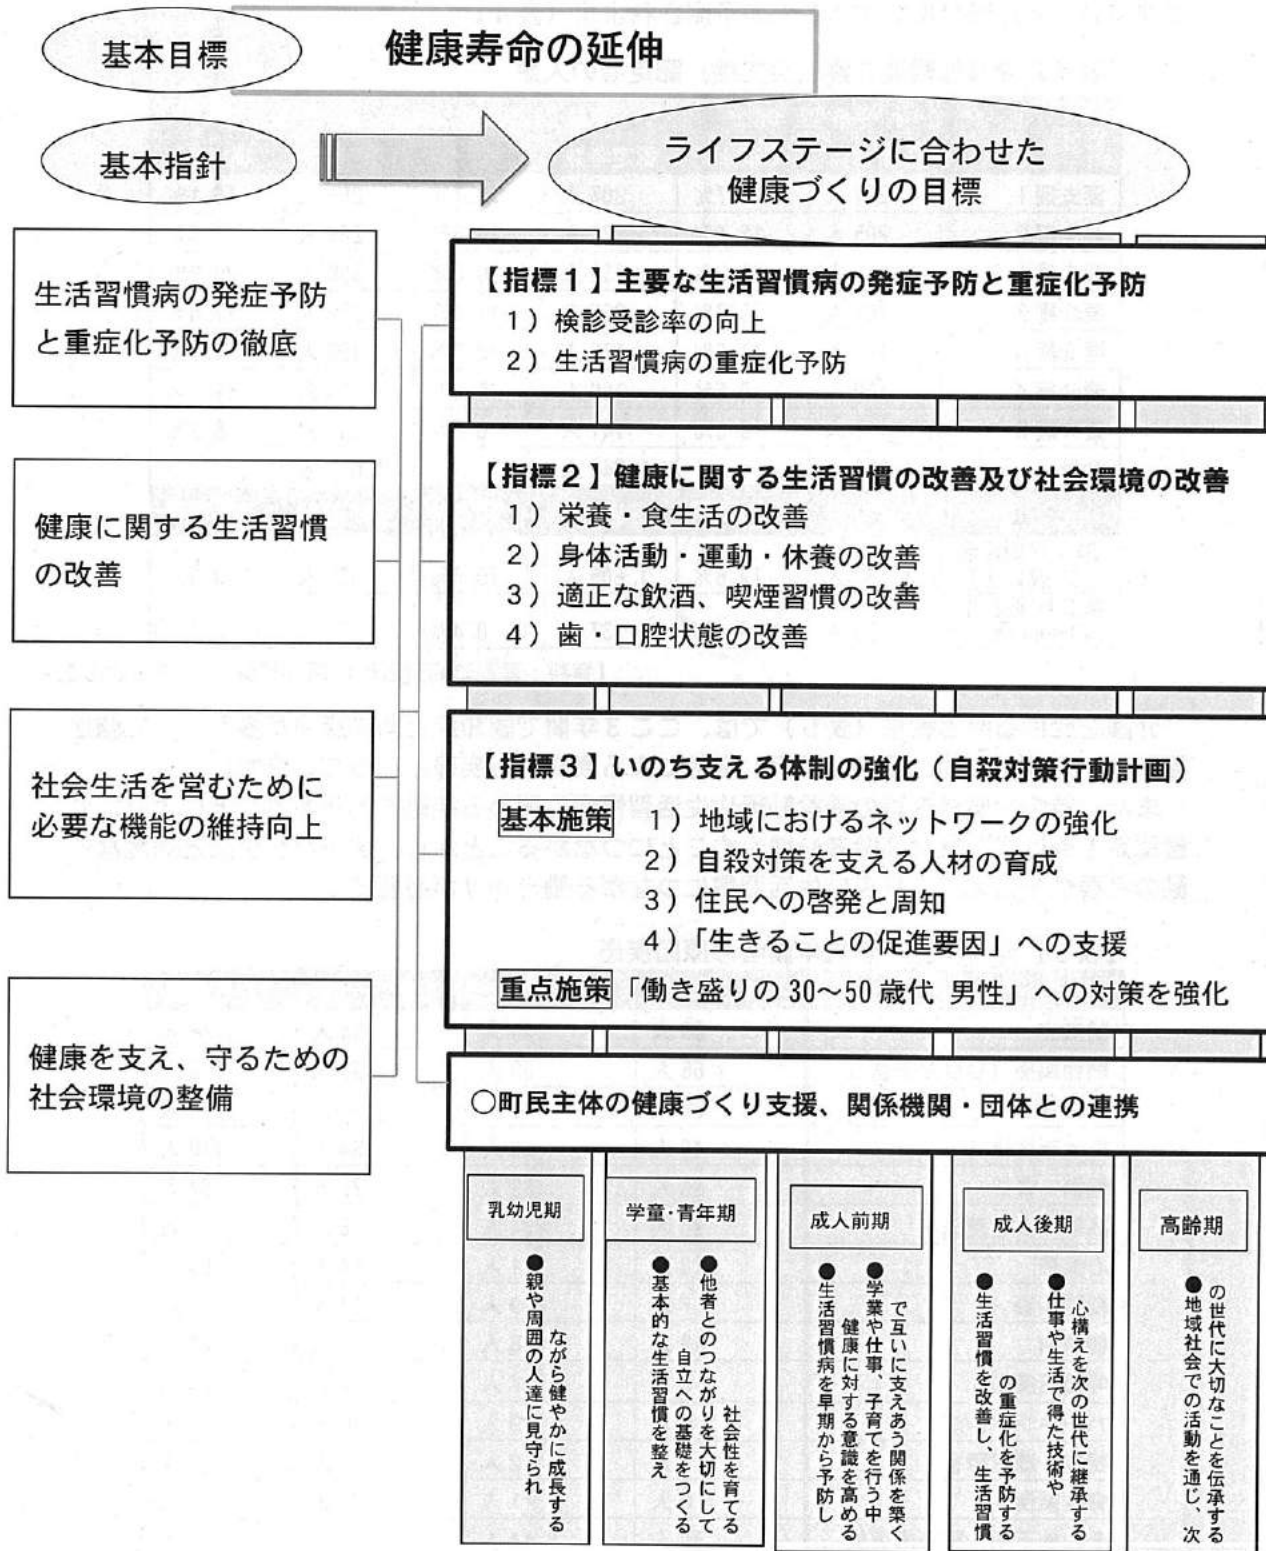 基本目標
健康寿命の延伸
基本指針
ライフステージに合わせた
健康づくりの目標
生活習慣病の発症予防
と重症化予防の徹底
健康に関する生活習慣
の改善
社会生活を営むために
必要な機能の維持向上
健康を支え、守るための
社会環境の整備
【指標1】主要な生活習慣病の発症予防と重症化予防
1）検診受診率の向上
2）生活習慣病の重症化予防
【指標2】健康に関する生活習慣の改善及び社会環境の改善
1）栄養・食生活の改善
2）身体活動・運動・休養の改善
3）適正な飲酒、喫煙習慣の改善
4）歯・口腔状態の改善
【指標3】いのち支える体制の強化（自殺対策行動計画）
基本施策 1）地域におけるネットワークの強化
2）自殺対策を支える人材の育成
3）住民への啓発と周知
4）「生きることの促進要因」への支援
重点施策「働き盛りの30～50歳代 男性」への対策を強化
○町民主体の健康づくり支援、関係機関・団体との連携
乳幼児期
●親や周囲の人達に見守られ
ながら健やかに成長する
学童・青年期
●基本的な生活習慣を整え
自立への基礎をつくる
●他者とのつながりを大切にして
社会性を育てる
成人前期
●生活習慣病を早期から予防し
健康に対する意識を高める
●学業や仕事、子育てを行う中
で互いに支えあう関係を築く
成人後期
●生活習慣を改善し、生活習慣
の重症化を予防する
●仕事や生活で得た技術や
心構えを次の世代に継承する
高齢期
●地域社会での活動を通じ、次
の世代に大切なことを伝承する